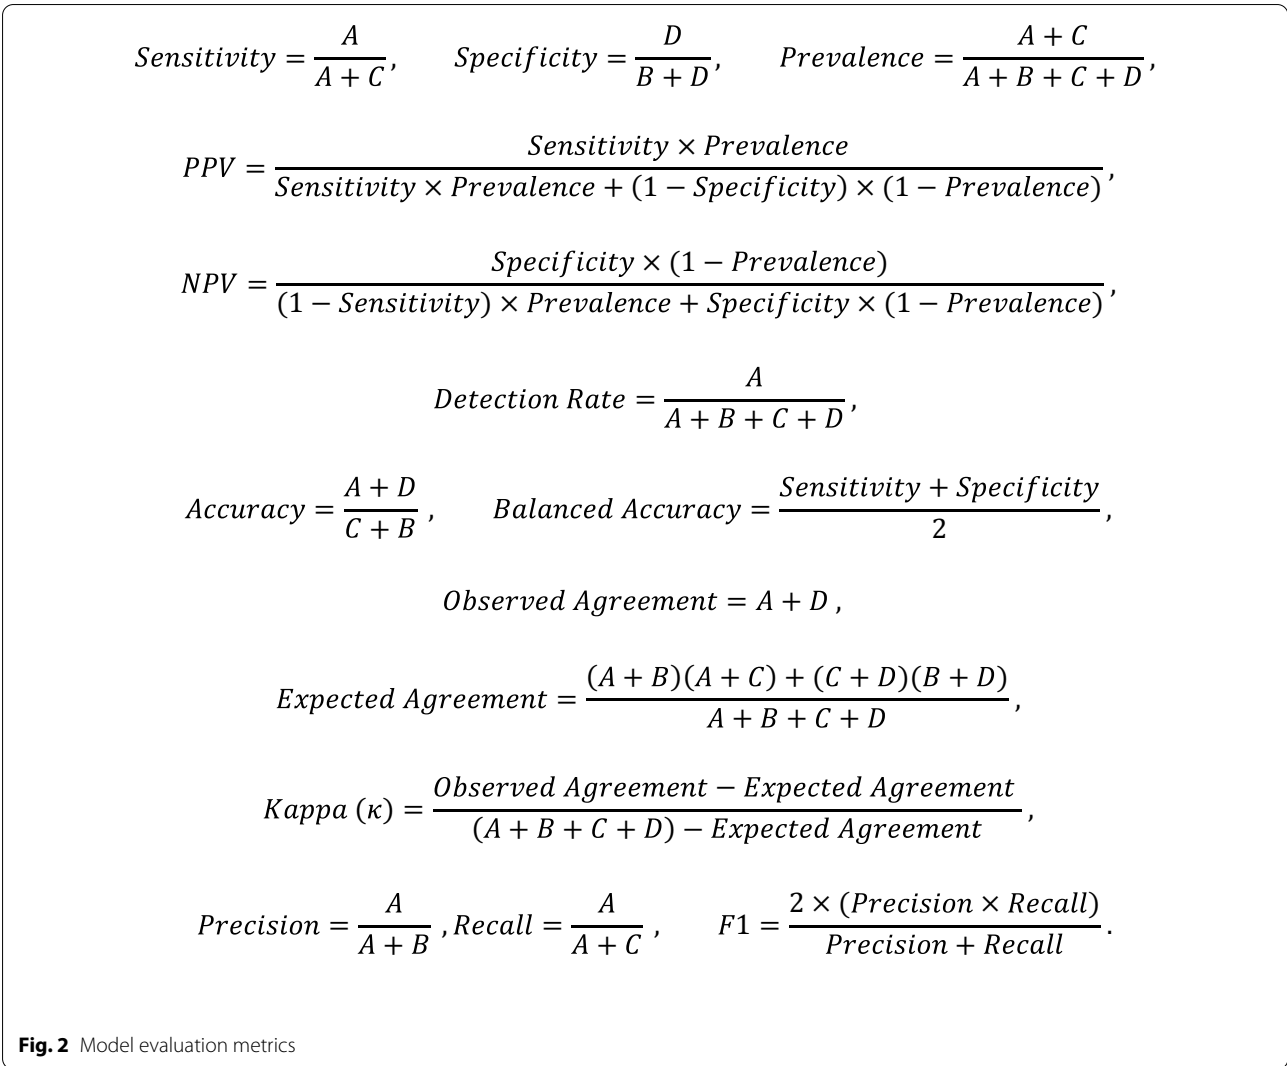 Sensitivity = A / (A + C), Specificity = D / (B + D), Prevalence = (A + C) / (A + B + C + D),
PPV = (Sensitivity × Prevalence) / (Sensitivity × Prevalence + (1 − Specificity) × (1 − Prevalence)),
NPV = (Specificity × (1 − Prevalence)) / ((1 − Sensitivity) × Prevalence + Specificity × (1 − Prevalence)),
Detection Rate = A / (A + B + C + D),
Accuracy = (A + D) / (C + B), Balanced Accuracy = (Sensitivity + Specificity) / 2,
Observed Agreement = A + D,
Expected Agreement = ((A + B)(A + C) + (C + D)(B + D)) / (A + B + C + D),
Kappa (κ) = (Observed Agreement − Expected Agreement) / ((A + B + C + D) − Expected Agreement),
Precision = A / (A + B), Recall = A / (A + C), F1 = (2 × (Precision × Recall)) / (Precision + Recall).
Fig. 2 Model evaluation metrics